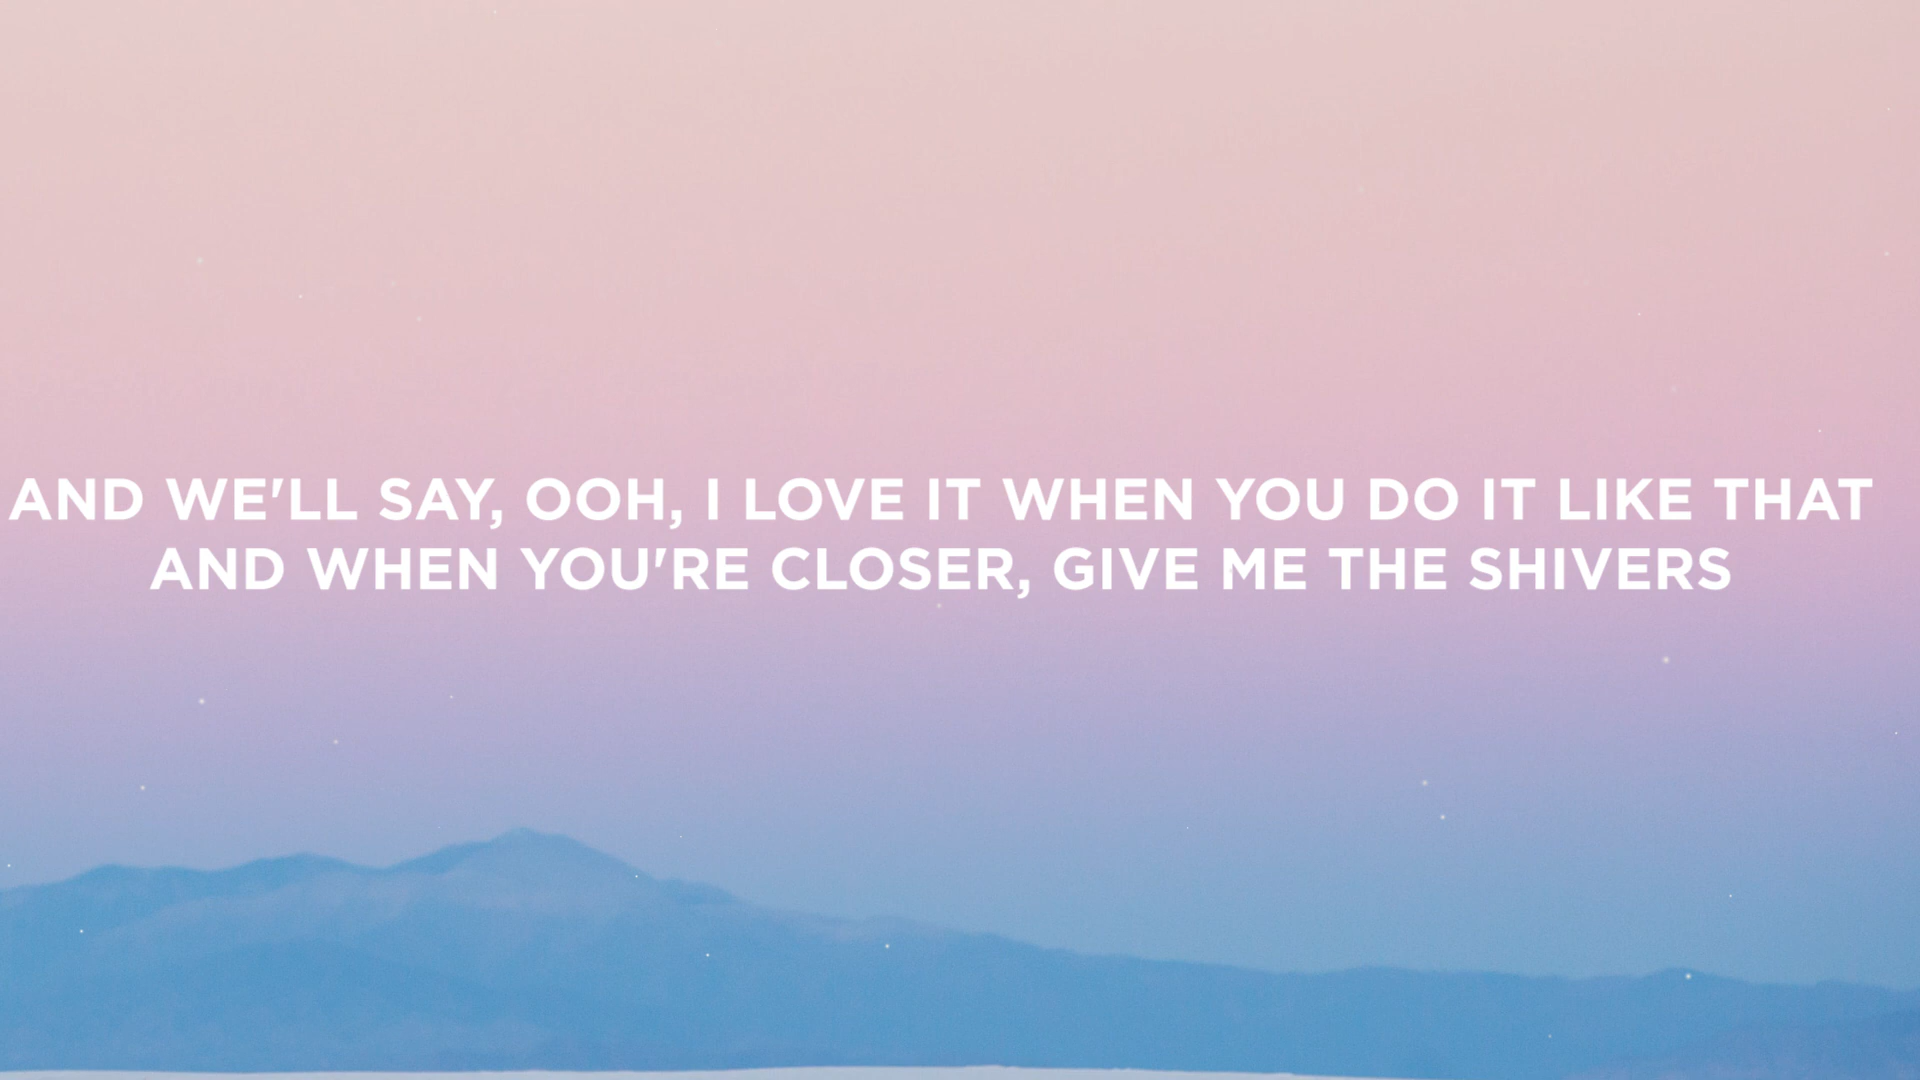 AND WE'LL SAY, OOH, I LOVE IT WHEN YOU DO IT LIKE THAT
AND WHEN YOU'RE CLOSER, GIVE ME THE SHIVERS